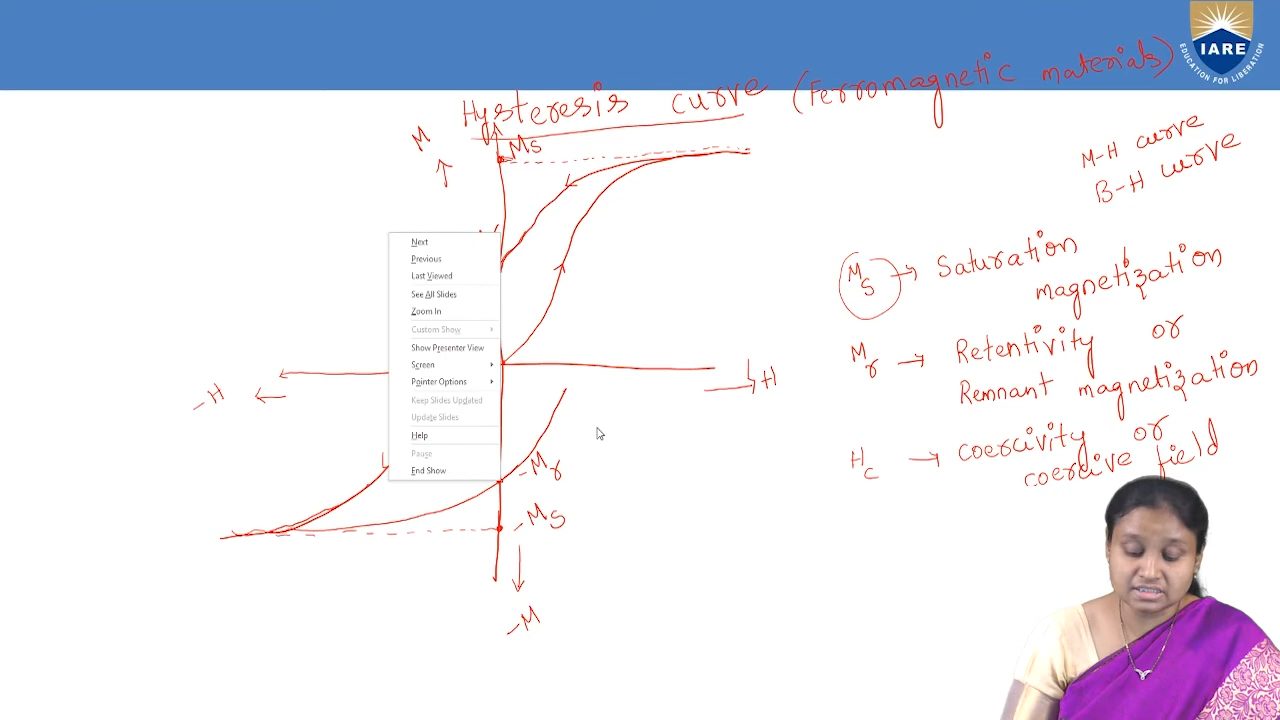 IARE
EDUCATION FOR LIBERATION
Hysteresis curve (Ferromagnetic materials)
M
Ms
M-H curve
B-H curve
Ms → Saturation
magnetization
Mr → Retentivity or
Remnant magnetization
Hc → coercivity or
coercive field
Next
Previous
Last Viewed
See All Slides
Zoom In
Custom Show
Show Presenter View
Screen
Pointer Options
Keep Slides Updated
Update Slides
Help
Pause
End Show
-H
H
-Mr
-Ms
-M